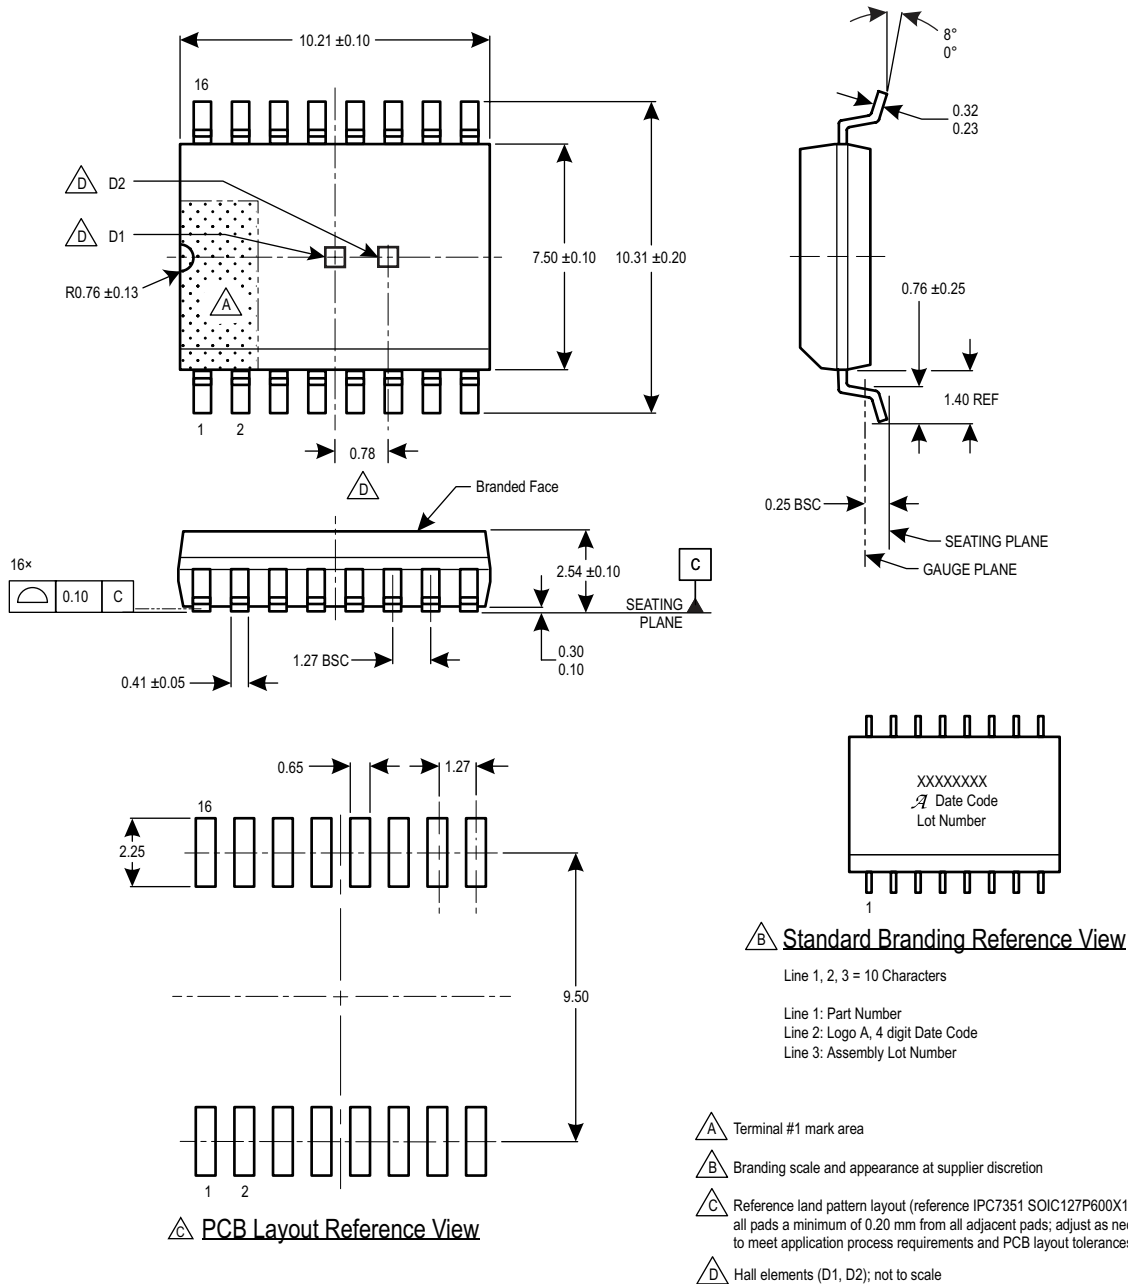 10.21 ±0.10
16
D D2
D D1
R0.76 ±0.13
A
7.50 ±0.10
10.31 ±0.20
1 2
0.78
D
8°
0°
0.32
0.23
0.76 ±0.25
1.40 REF
0.25 BSC
SEATING PLANE
GAUGE PLANE
Branded Face
16×
0.10 C
2.54 ±0.10
C
SEATING
PLANE
0.30
0.10
1.27 BSC
0.41 ±0.05
0.65
1.27
16
2.25
9.50
1 2
C PCB Layout Reference View
XXXXXXXX
A Date Code
Lot Number
1
B Standard Branding Reference View
Line 1, 2, 3 = 10 Characters
Line 1: Part Number
Line 2: Logo A, 4 digit Date Code
Line 3: Assembly Lot Number
A Terminal #1 mark area
B Branding scale and appearance at supplier discretion
C Reference land pattern layout (reference IPC7351 SOIC127P600X1
all pads a minimum of 0.20 mm from all adjacent pads; adjust as
to meet application process requirements and PCB layout
D Hall elements (D1, D2); not to scale